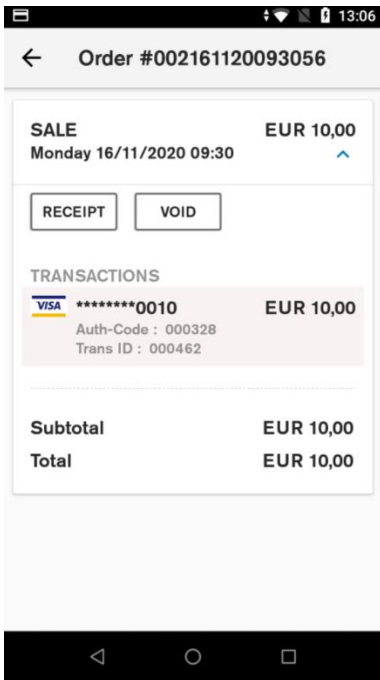 13:06
Order #002161120093056
SALE EUR 10,00
Monday 16/11/2020 09:30
RECEIPT VOID
TRANSACTIONS
VISA ********0010 EUR 10,00
Auth-Code : 000328
Trans ID : 000462
Subtotal EUR 10,00
Total EUR 10,00